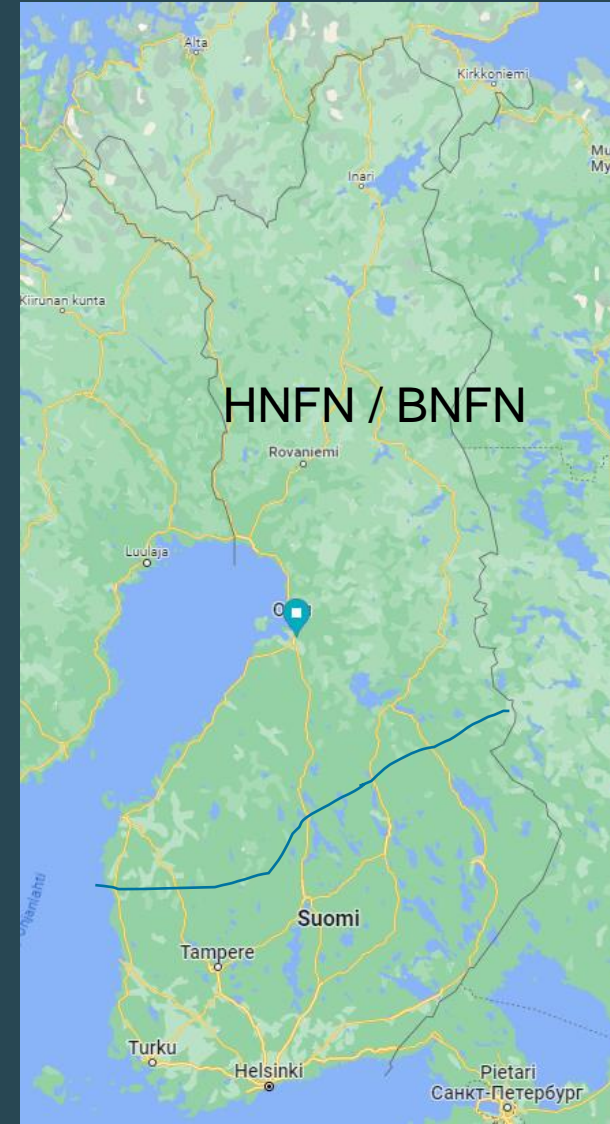 Alta
Kirkkoniemi
Inari
Kiirunan kunta
HNFN / BNFN
Rovaniemi
Luulaja
Suomi
Tampere
Turku
Helsinki
Pietari
Санкт-Петербург